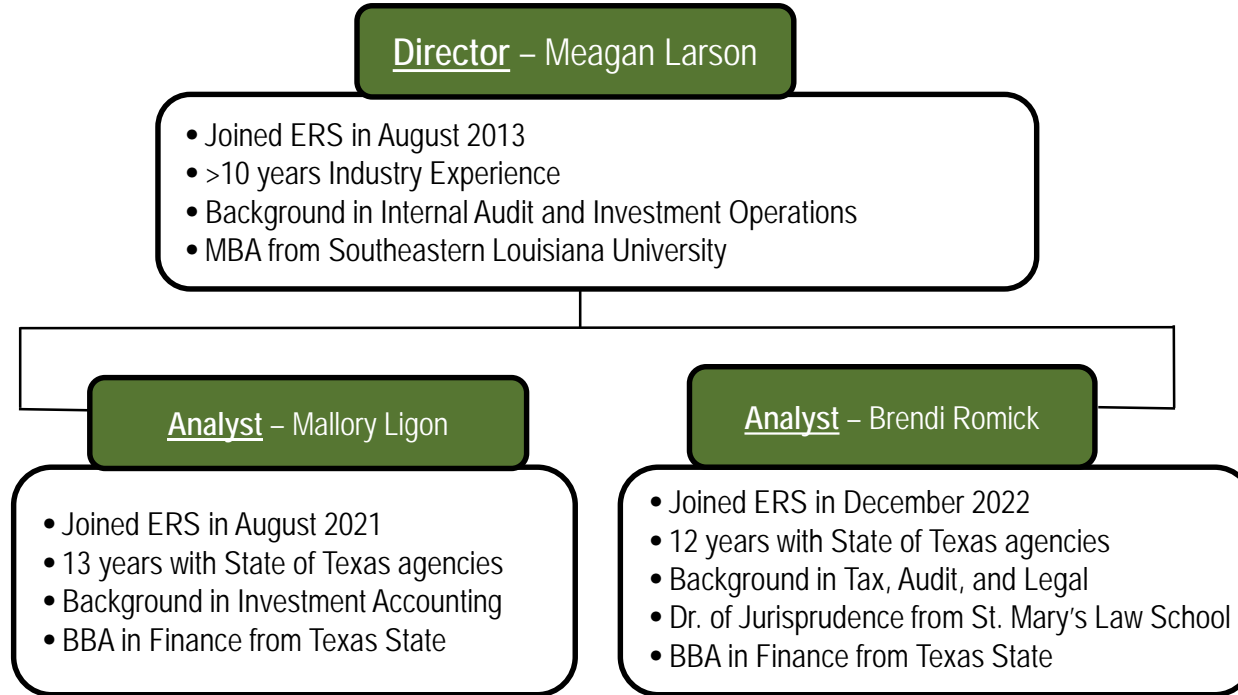 Director – Meagan Larson
• Joined ERS in August 2013
• >10 years Industry Experience
• Background in Internal Audit and Investment Operations
• MBA from Southeastern Louisiana University
Analyst – Mallory Ligon
• Joined ERS in August 2021
• 13 years with State of Texas agencies
• Background in Investment Accounting
• BBA in Finance from Texas State
Analyst – Brendi Romick
• Joined ERS in December 2022
• 12 years with State of Texas agencies
• Background in Tax, Audit, and Legal
• Dr. of Jurisprudence from St. Mary’s Law School
• BBA in Finance from Texas State